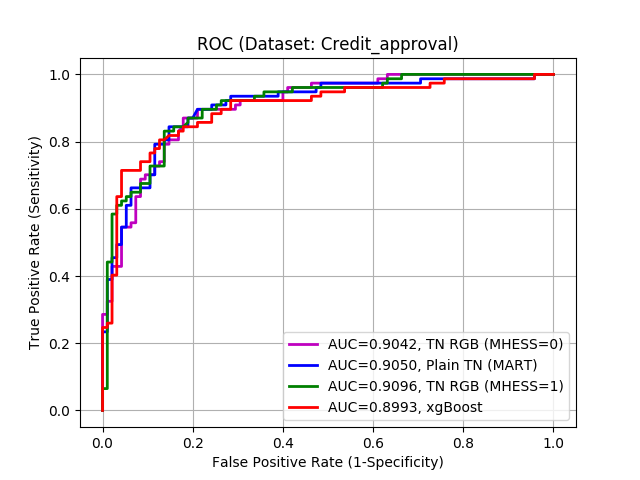 ROC (Dataset: Credit_approval)
True Positive Rate (Sensitivity)
1.0
0.8
0.6
0.4
0.2
0.0
AUC=0.9042, TN RGB (MHESS=0)
AUC=0.9050, Plain TN (MART)
AUC=0.9096, TN RGB (MHESS=1)
AUC=0.8993, xgBoost
0.0 0.2 0.4 0.6 0.8 1.0
False Positive Rate (1-Specificity)